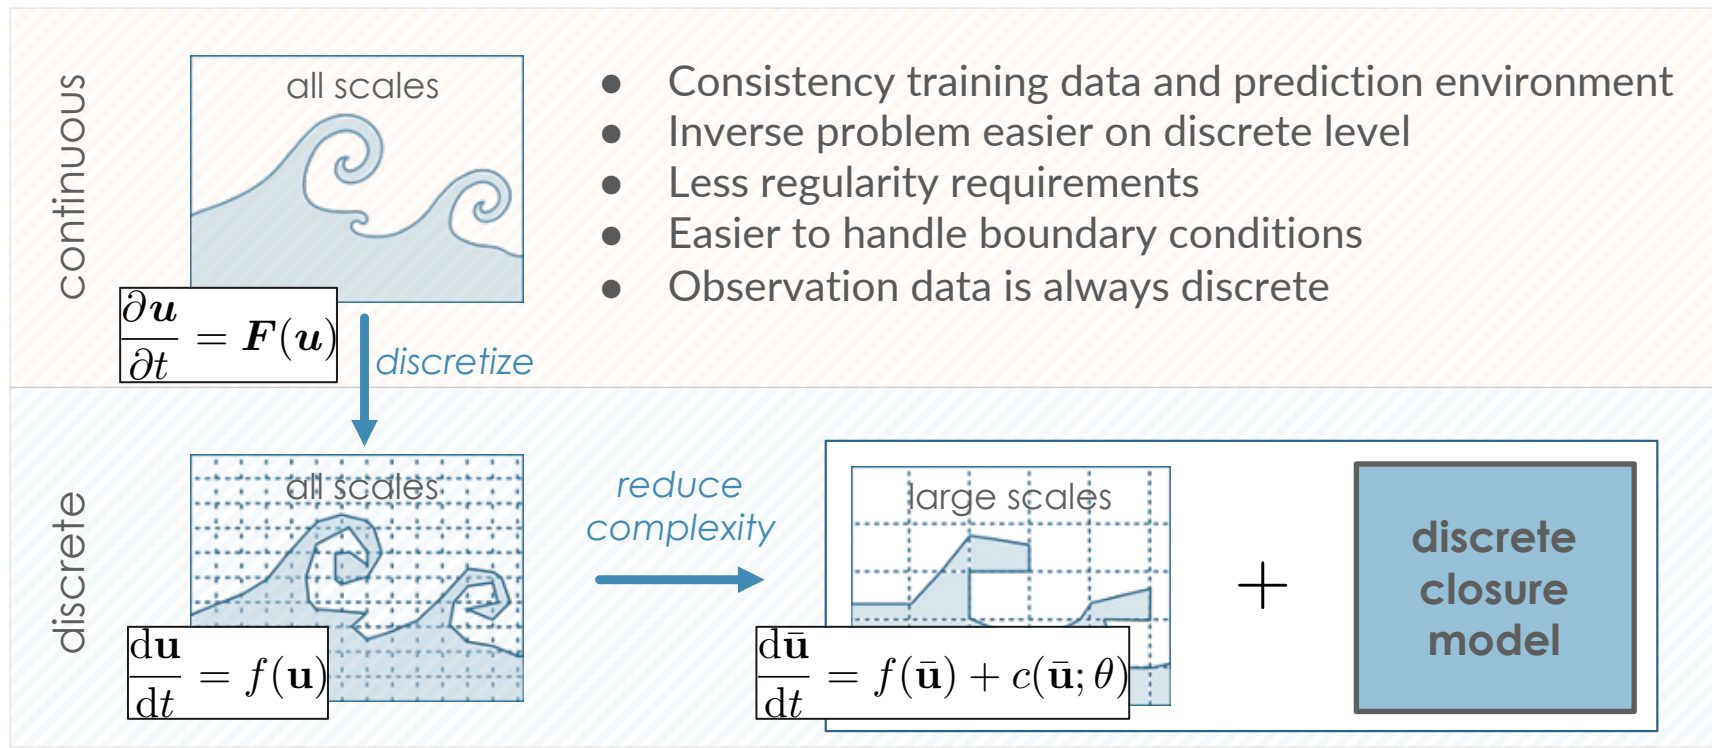 continuous
all scales
● Consistency training data and prediction environment
● Inverse problem easier on discrete level
● Less regularity requirements
● Easier to handle boundary conditions
● Observation data is always discrete
∂𝒖/∂t = 𝑭(𝒖)
discretize
discrete
all scales
d𝐮/dt = f(𝐮)
reduce
complexity
large scales
d𝐮̄/dt = f(𝐮̄) + c(𝐮̄; θ)
+
discrete
closure
model